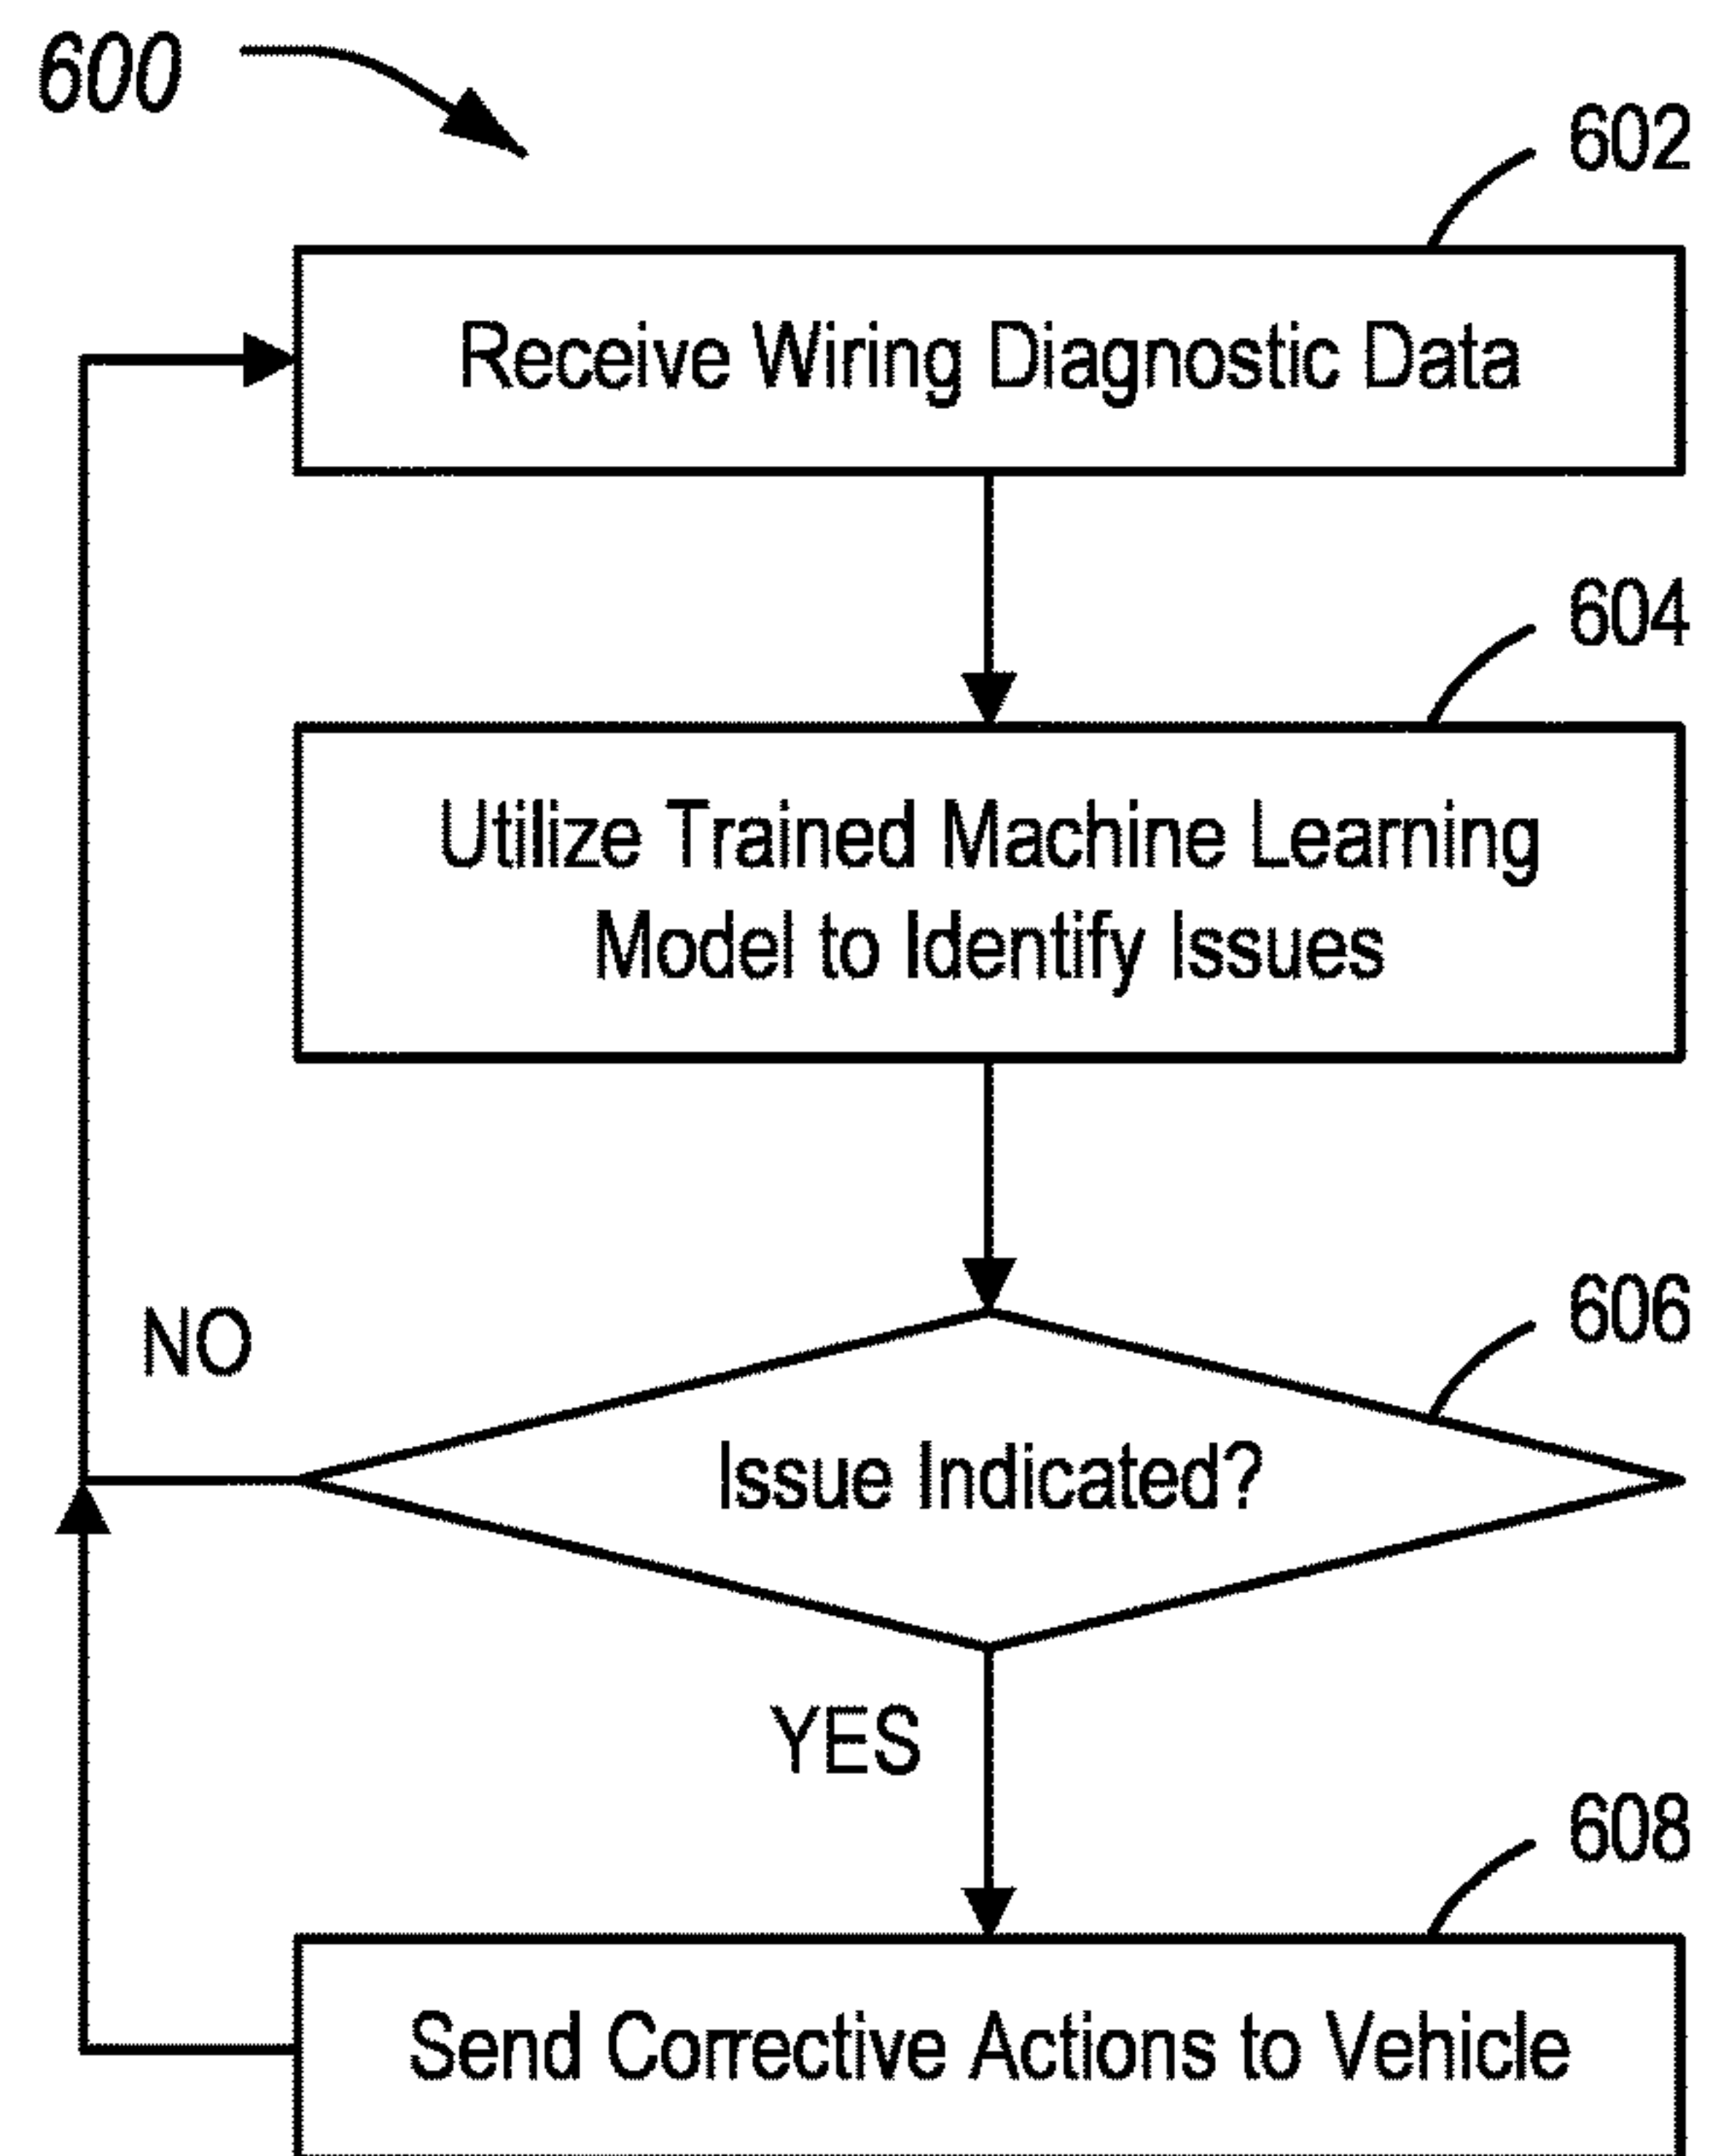 600
602
Receive Wiring Diagnostic Data
604
Utilize Trained Machine Learning
Model to Identify Issues
606
NO
Issue Indicated?
YES
608
Send Corrective Actions to Vehicle